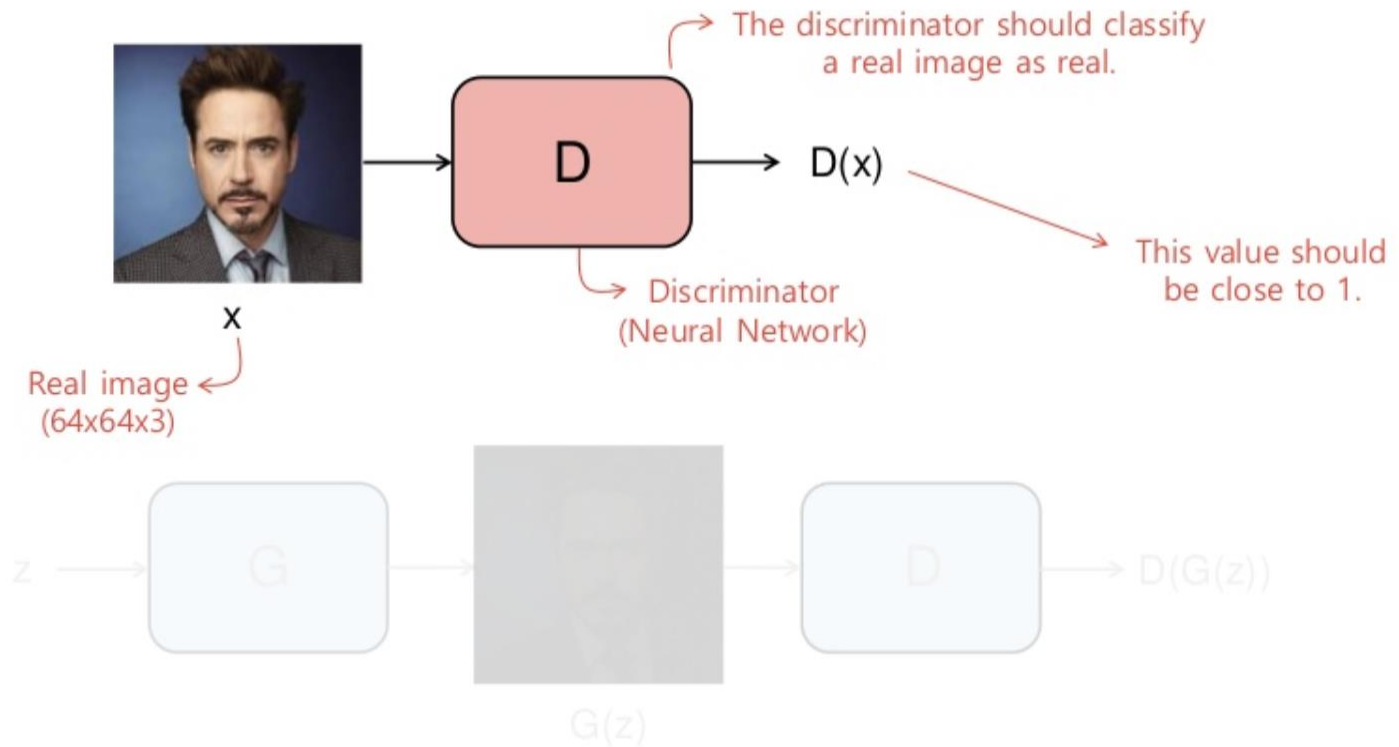 The discriminator should classify
a real image as real.
D
D(x)
This value should
be close to 1.
Discriminator
(Neural Network)
x
Real image
(64x64x3)
z
G
D
D(G(z))
G(z)